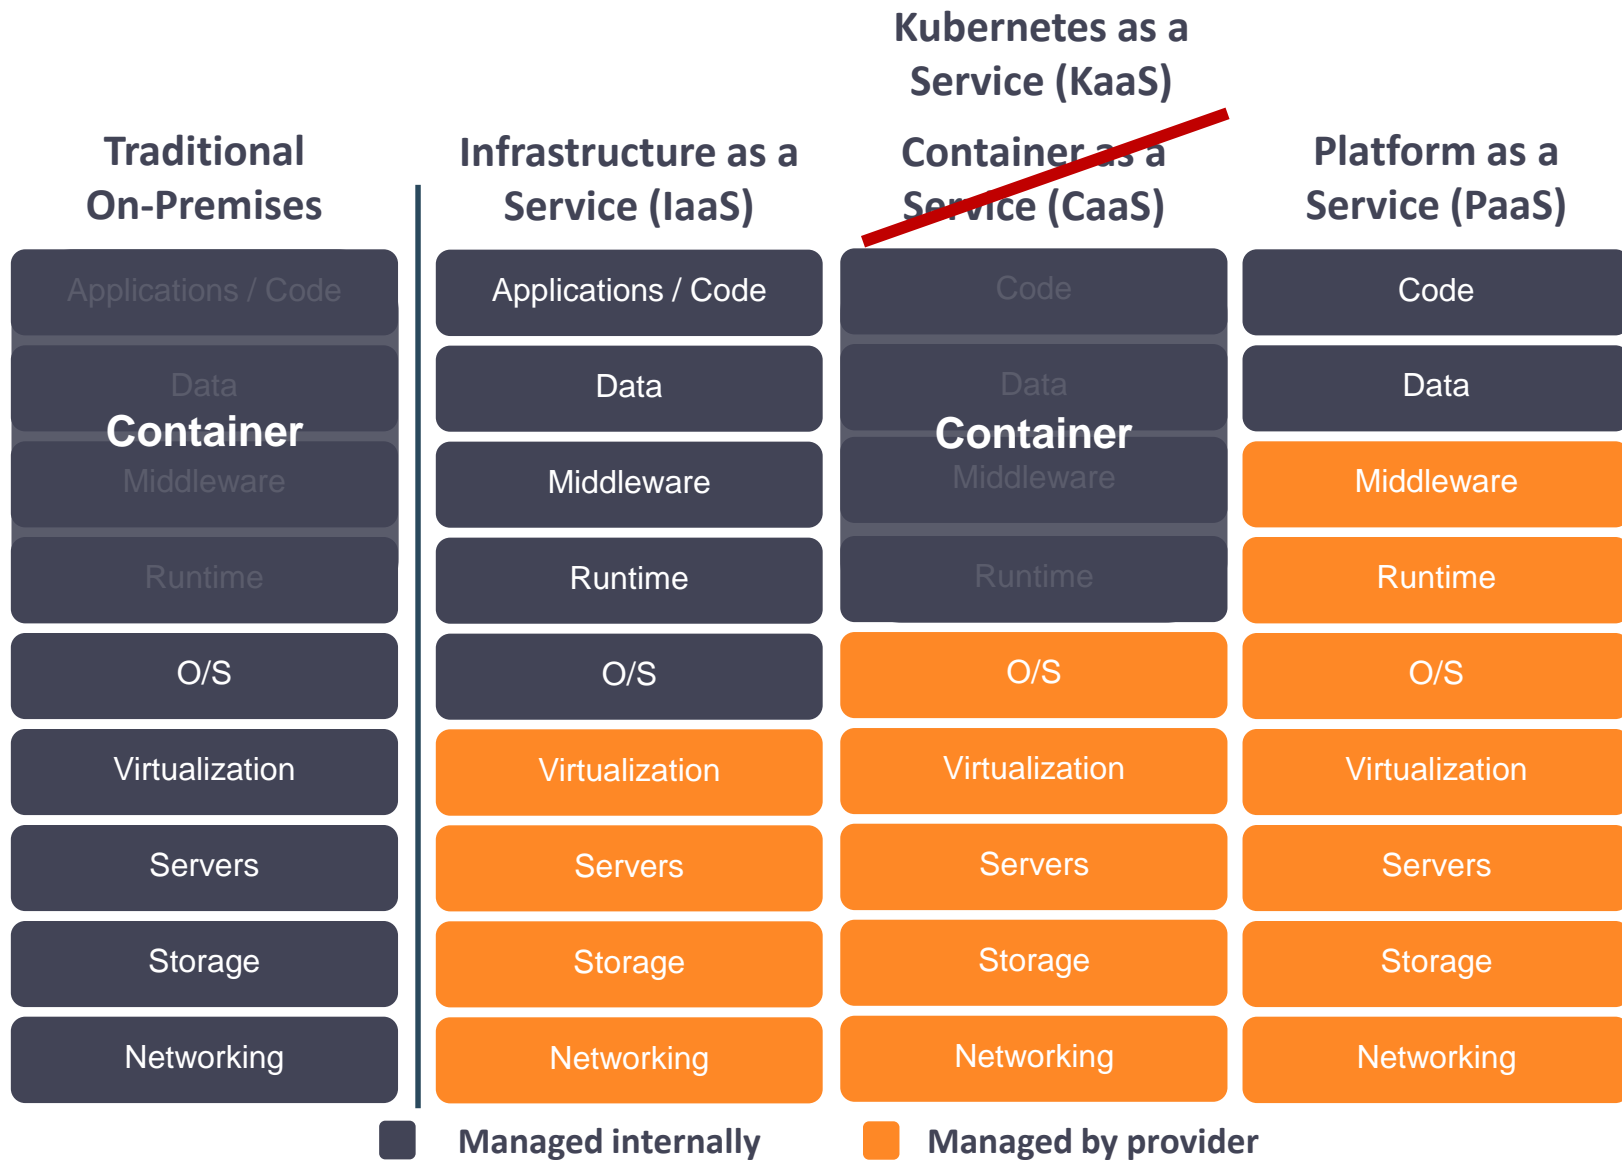 Kubernetes as a
Service (KaaS)
Traditional
On-Premises
Infrastructure as a
Service (IaaS)
Container as a
Service (CaaS)
Platform as a
Service (PaaS)
Applications / Code
Data
Container
Middleware
Runtime
O/S
Virtualization
Servers
Storage
Networking
Applications / Code
Data
Middleware
Runtime
O/S
Virtualization
Servers
Storage
Networking
Code
Data
Container
Middleware
Runtime
O/S
Virtualization
Servers
Storage
Networking
Code
Data
Middleware
Runtime
O/S
Virtualization
Servers
Storage
Networking
Managed internally
Managed by provider